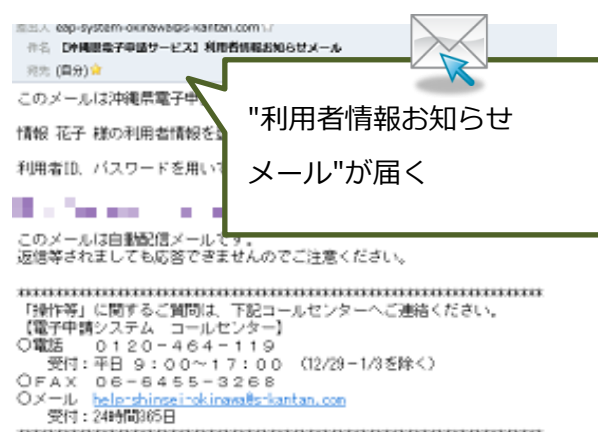 差出人 eap-system-okinawa@s-kantan.com
件名 【沖縄県電子申請サービス】利用者情報お知らせメール
宛先 (自分)
このメールは沖縄県電子申
情報 花子 様の利用者情報を
利用者ID、パスワードを用いて
"利用者情報お知らせ
メール"が届く
このメールは自動配信メールです。
返信等されましても応答できませんのでご注意ください。
「操作等」に関するご質問は、下記コールセンターへご連絡ください。
【電子申請システム コールセンター】
○電話 0120-464-119
受付:平日 9:00~17:00 (12/29-1/3を除く)
○FAX 06-6455-3268
○メール help-shinsei-okinawa@s-kantan.com
受付:24時間365日